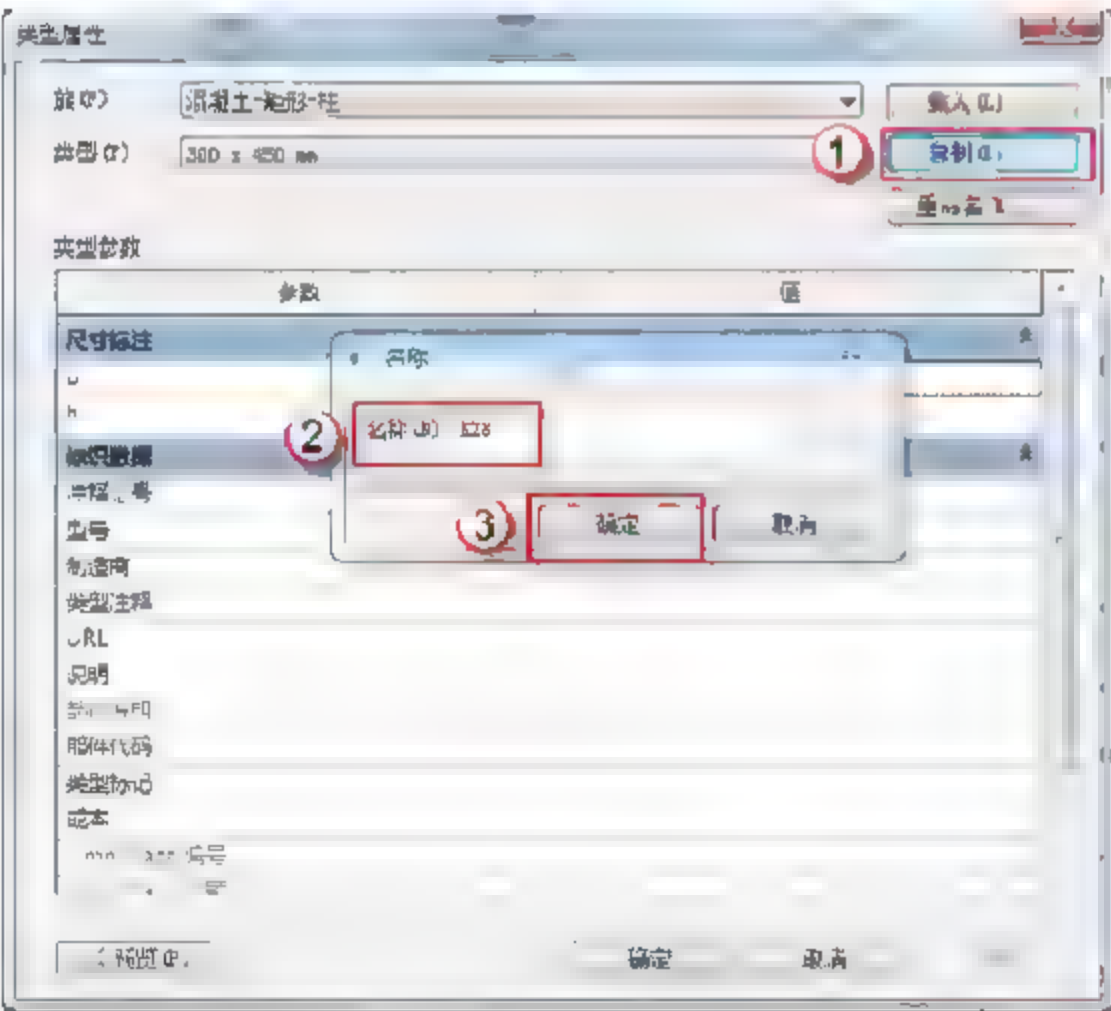 类型属性
族(F)
混凝土-矩形-柱
载入(L)
类型(T)
300 x 450 mm
1
复制(D)
类型参数
参数
值
尺寸标注
名称
b
h
2
名称(N)
标识数据
3
确定
取消
型号
制造商
类型注释
URL
说明
部件代码
类型标记
成本
编号
预览(P)
确定
取消